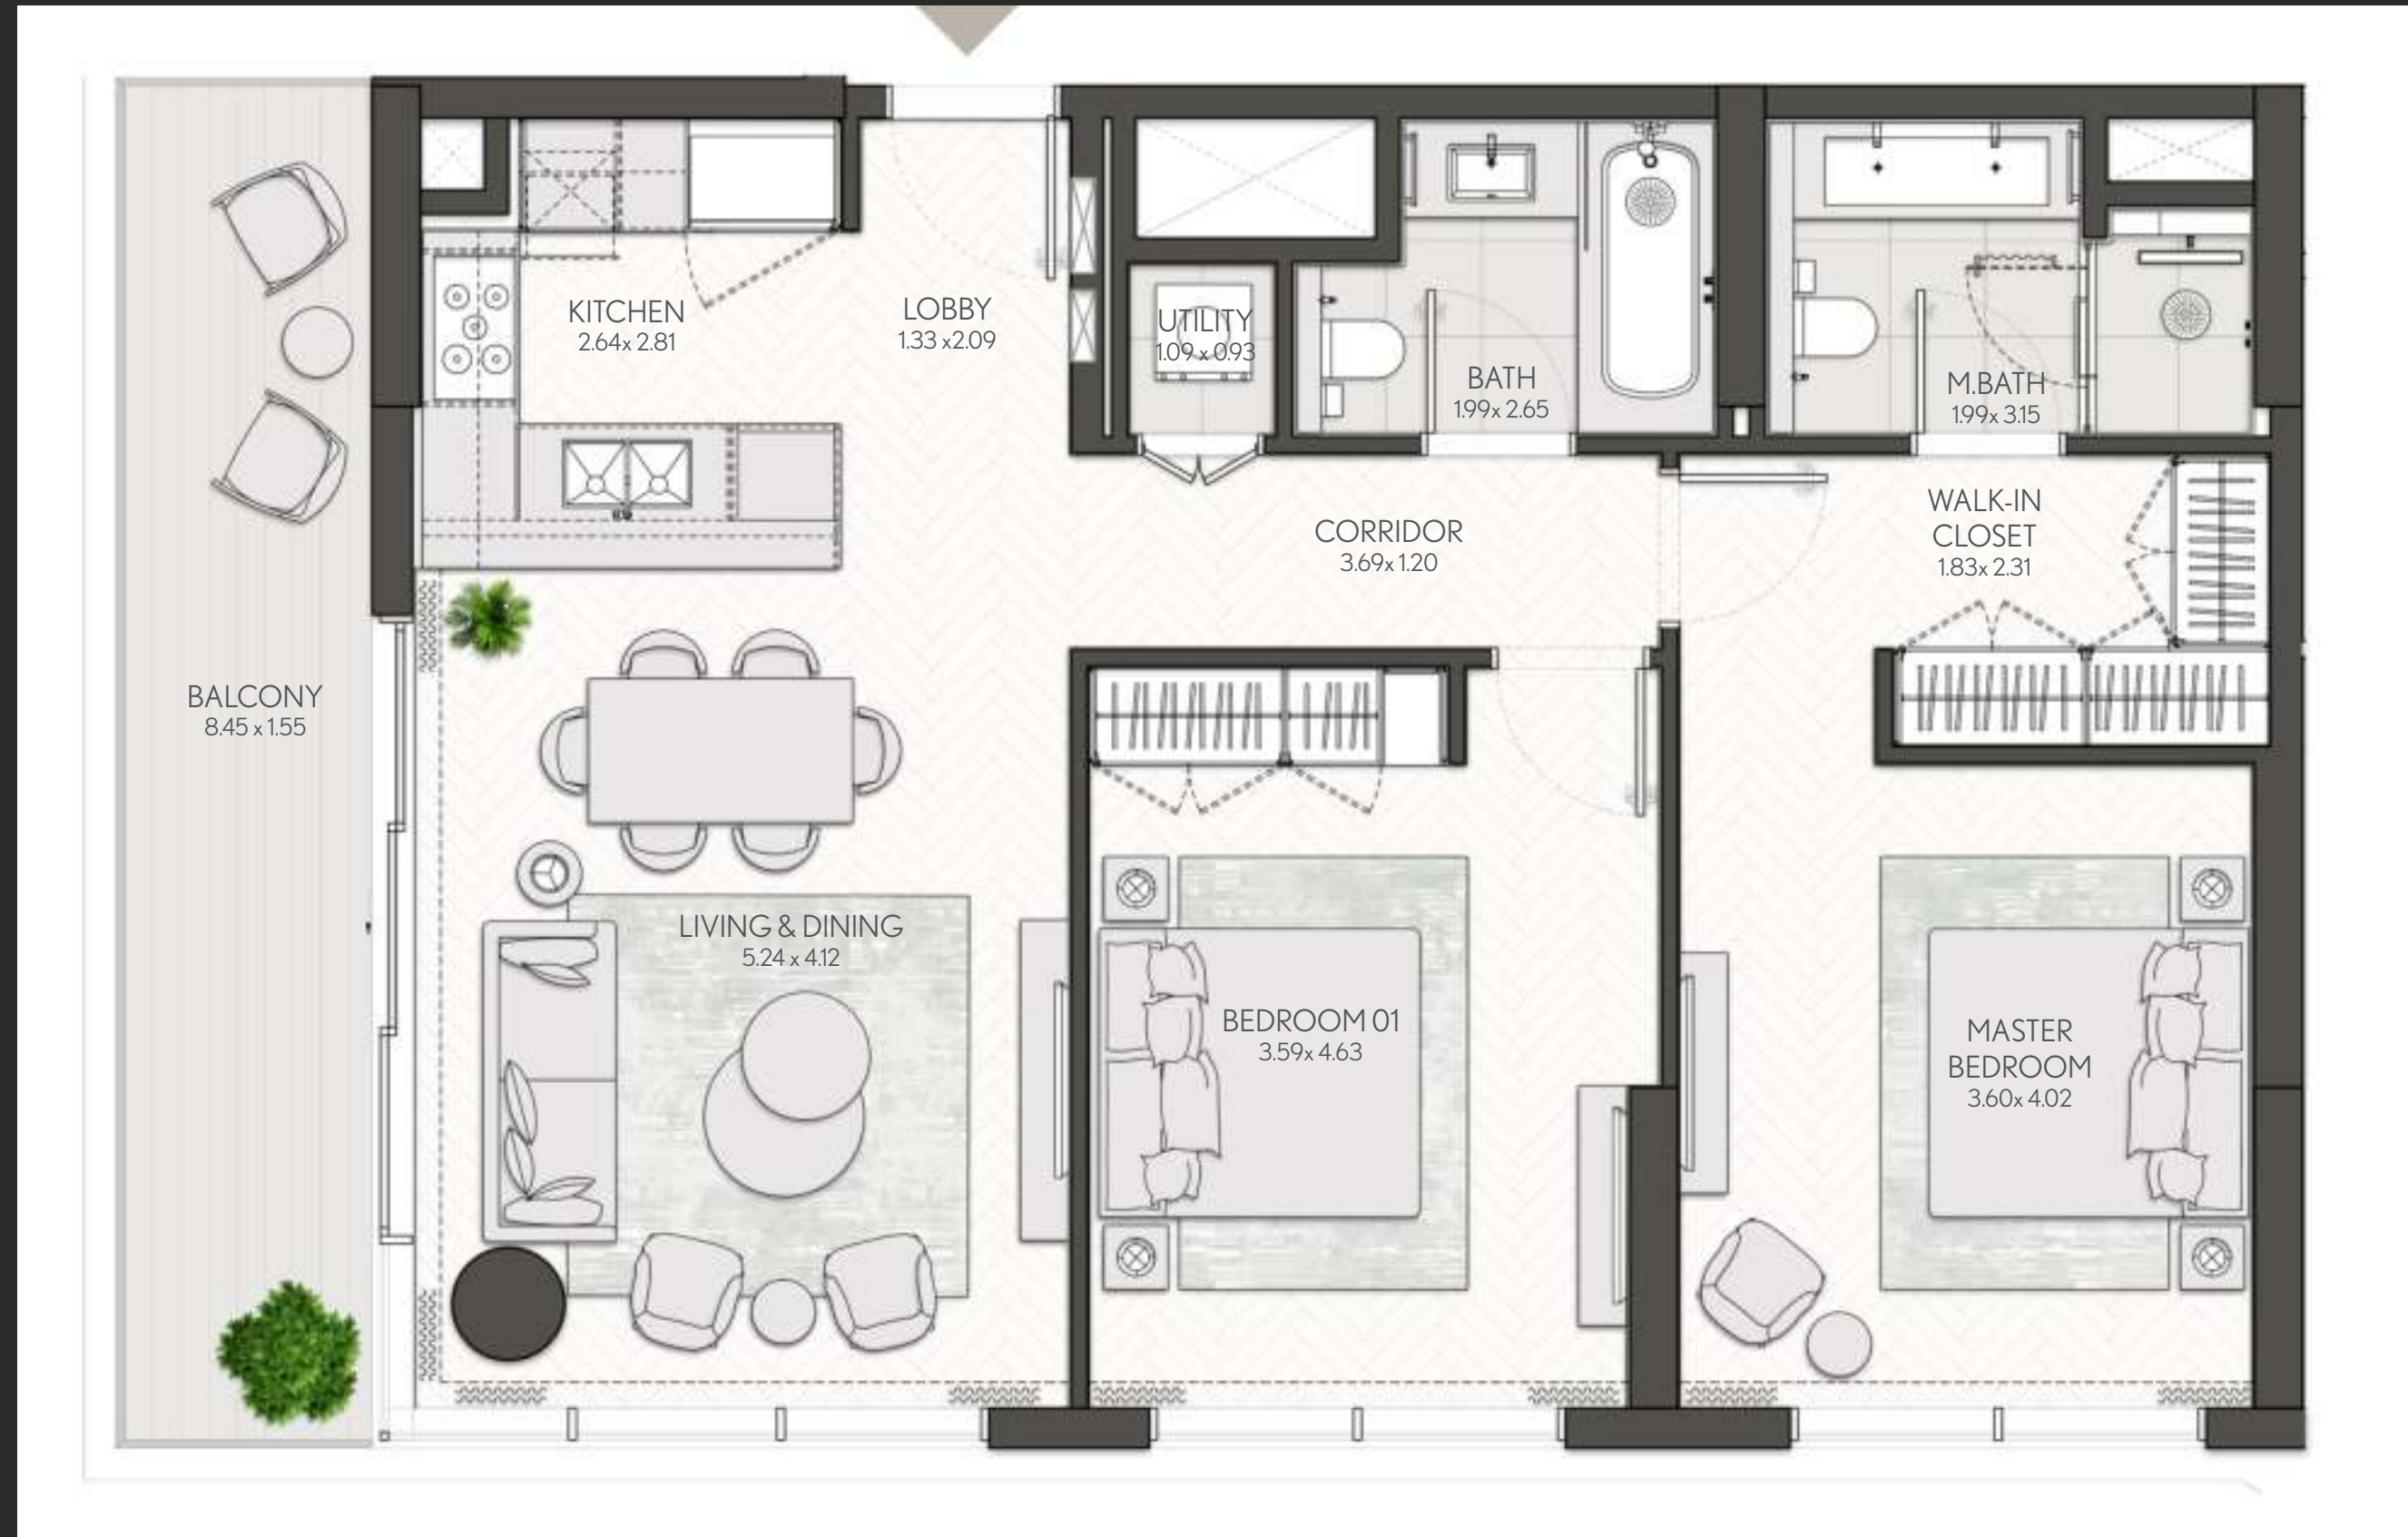 KITCHEN
2.64x 2.81
LOBBY
1.33 x2.09
UTILITY
1.09 x 0.93
BATH
1.99x 2.65
M.BATH
1.99x 3.15
CORRIDOR
3.69x 1.20
WALK-IN
CLOSET
1.83x 2.31
BALCONY
8.45 x 1.55
LIVING & DINING
5.24 x 4.12
BEDROOM 01
3.59x 4.63
MASTER
BEDROOM
3.60x 4.02